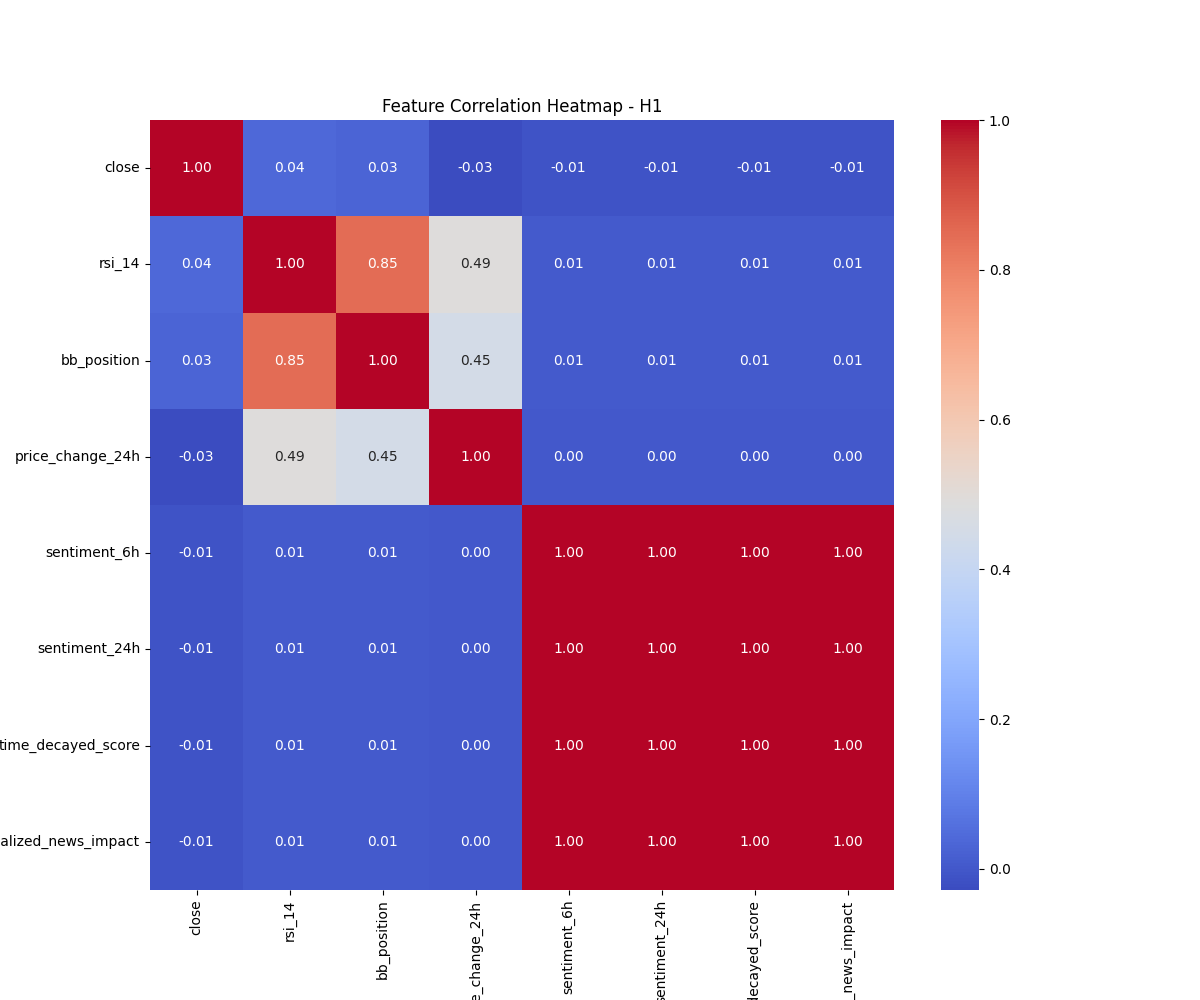 Feature Correlation Heatmap - H1
close 1.00 0.04 0.03 -0.03 -0.01 -0.01 -0.01 -0.01
rsi_14 0.04 1.00 0.85 0.49 0.01 0.01 0.01 0.01
bb_position 0.03 0.85 1.00 0.45 0.01 0.01 0.01 0.01
price_change_24h -0.03 0.49 0.45 1.00 0.00 0.00 0.00 0.00
sentiment_6h -0.01 0.01 0.01 0.00 1.00 1.00 1.00 1.00
sentiment_24h -0.01 0.01 0.01 0.00 1.00 1.00 1.00 1.00
time_decayed_score -0.01 0.01 0.01 0.00 1.00 1.00 1.00 1.00
alized_news_impact -0.01 0.01 0.01 0.00 1.00 1.00 1.00 1.00
close
rsi_14
bb_position
e_change_24h
sentiment_6h
sentiment_24h
decayed_score
_news_impact
1.0
0.8
0.6
0.4
0.2
0.0